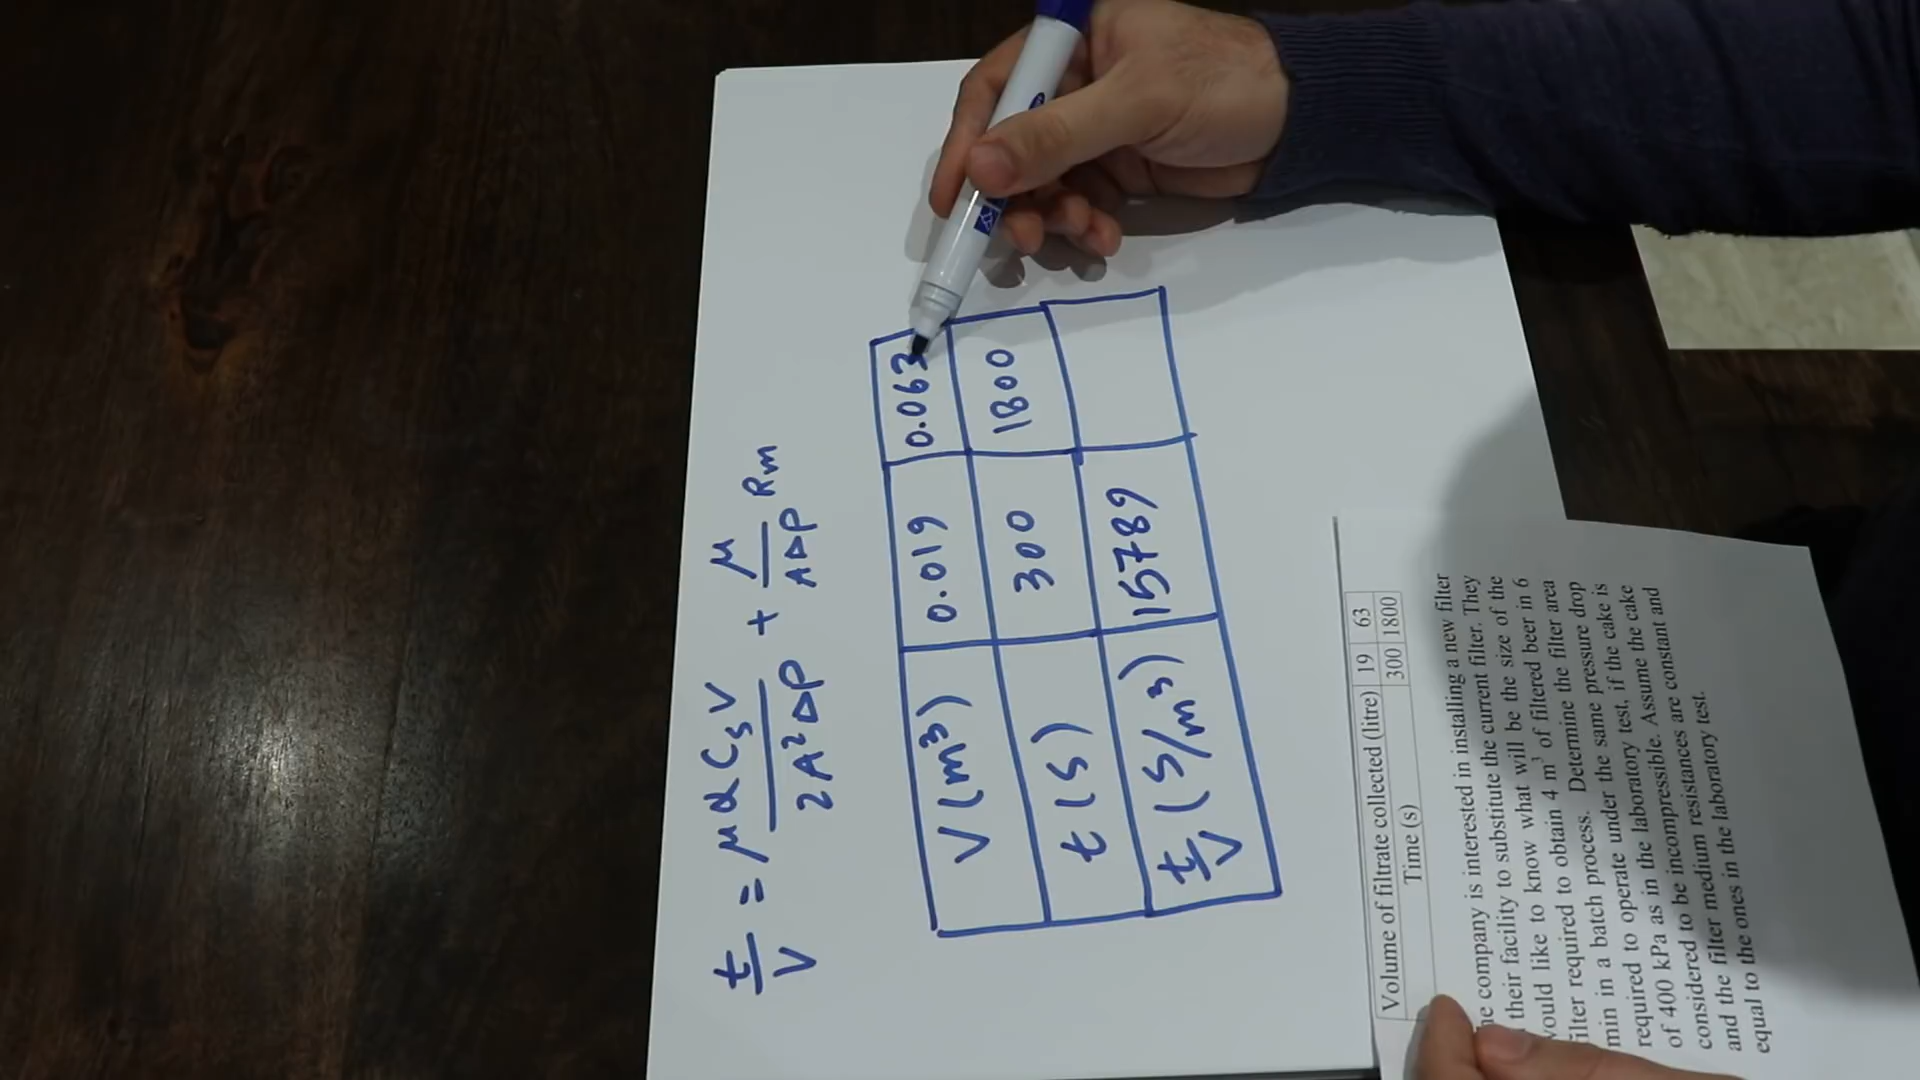 t/V = μαCsV/2A²ΔP + μ/AΔP Rm
V(m³) 0.019 0.063
t(s) 300 1800
t/V (s/m³) 15789
Volume of filtrate collected (litre) 19 63
Time (s) 300 1800
company is interested in installing a new filter
their facility to substitute the current filter. They
would like to know what will be the size of the
filter required to obtain 4 m³ of filtered beer in 6
min in a batch process. Determine the filter area
required to operate under the same pressure drop
of 400 kPa as in the laboratory test, if the cake is
considered to be incompressible. Assume the cake
and the filter medium resistances are constant and
equal to the ones in the laboratory test.